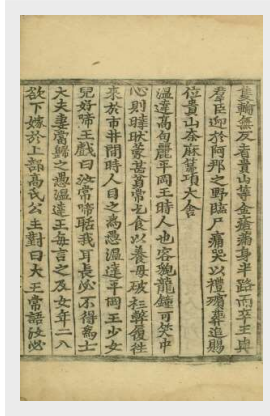 隻輪無反者貴山等金瘡滿身半路而卒王與
羣臣迎於阿那之野臨尸痛哭以禮殯葬追賜
位貴山奈麻箒項大舍
溫達高句麗平岡王時人也容貌龍鐘可笑中
心則睟然家甚貧常乞食以養母破衫弊履往
來於市井間時人目之爲愚溫達平岡王少女
兒好啼王戲曰汝常啼聒我耳長必不得爲士
大夫妻當歸之愚溫達王每言之及女年二八
欲下嫁於上部高氏公主對曰大王常語汝必